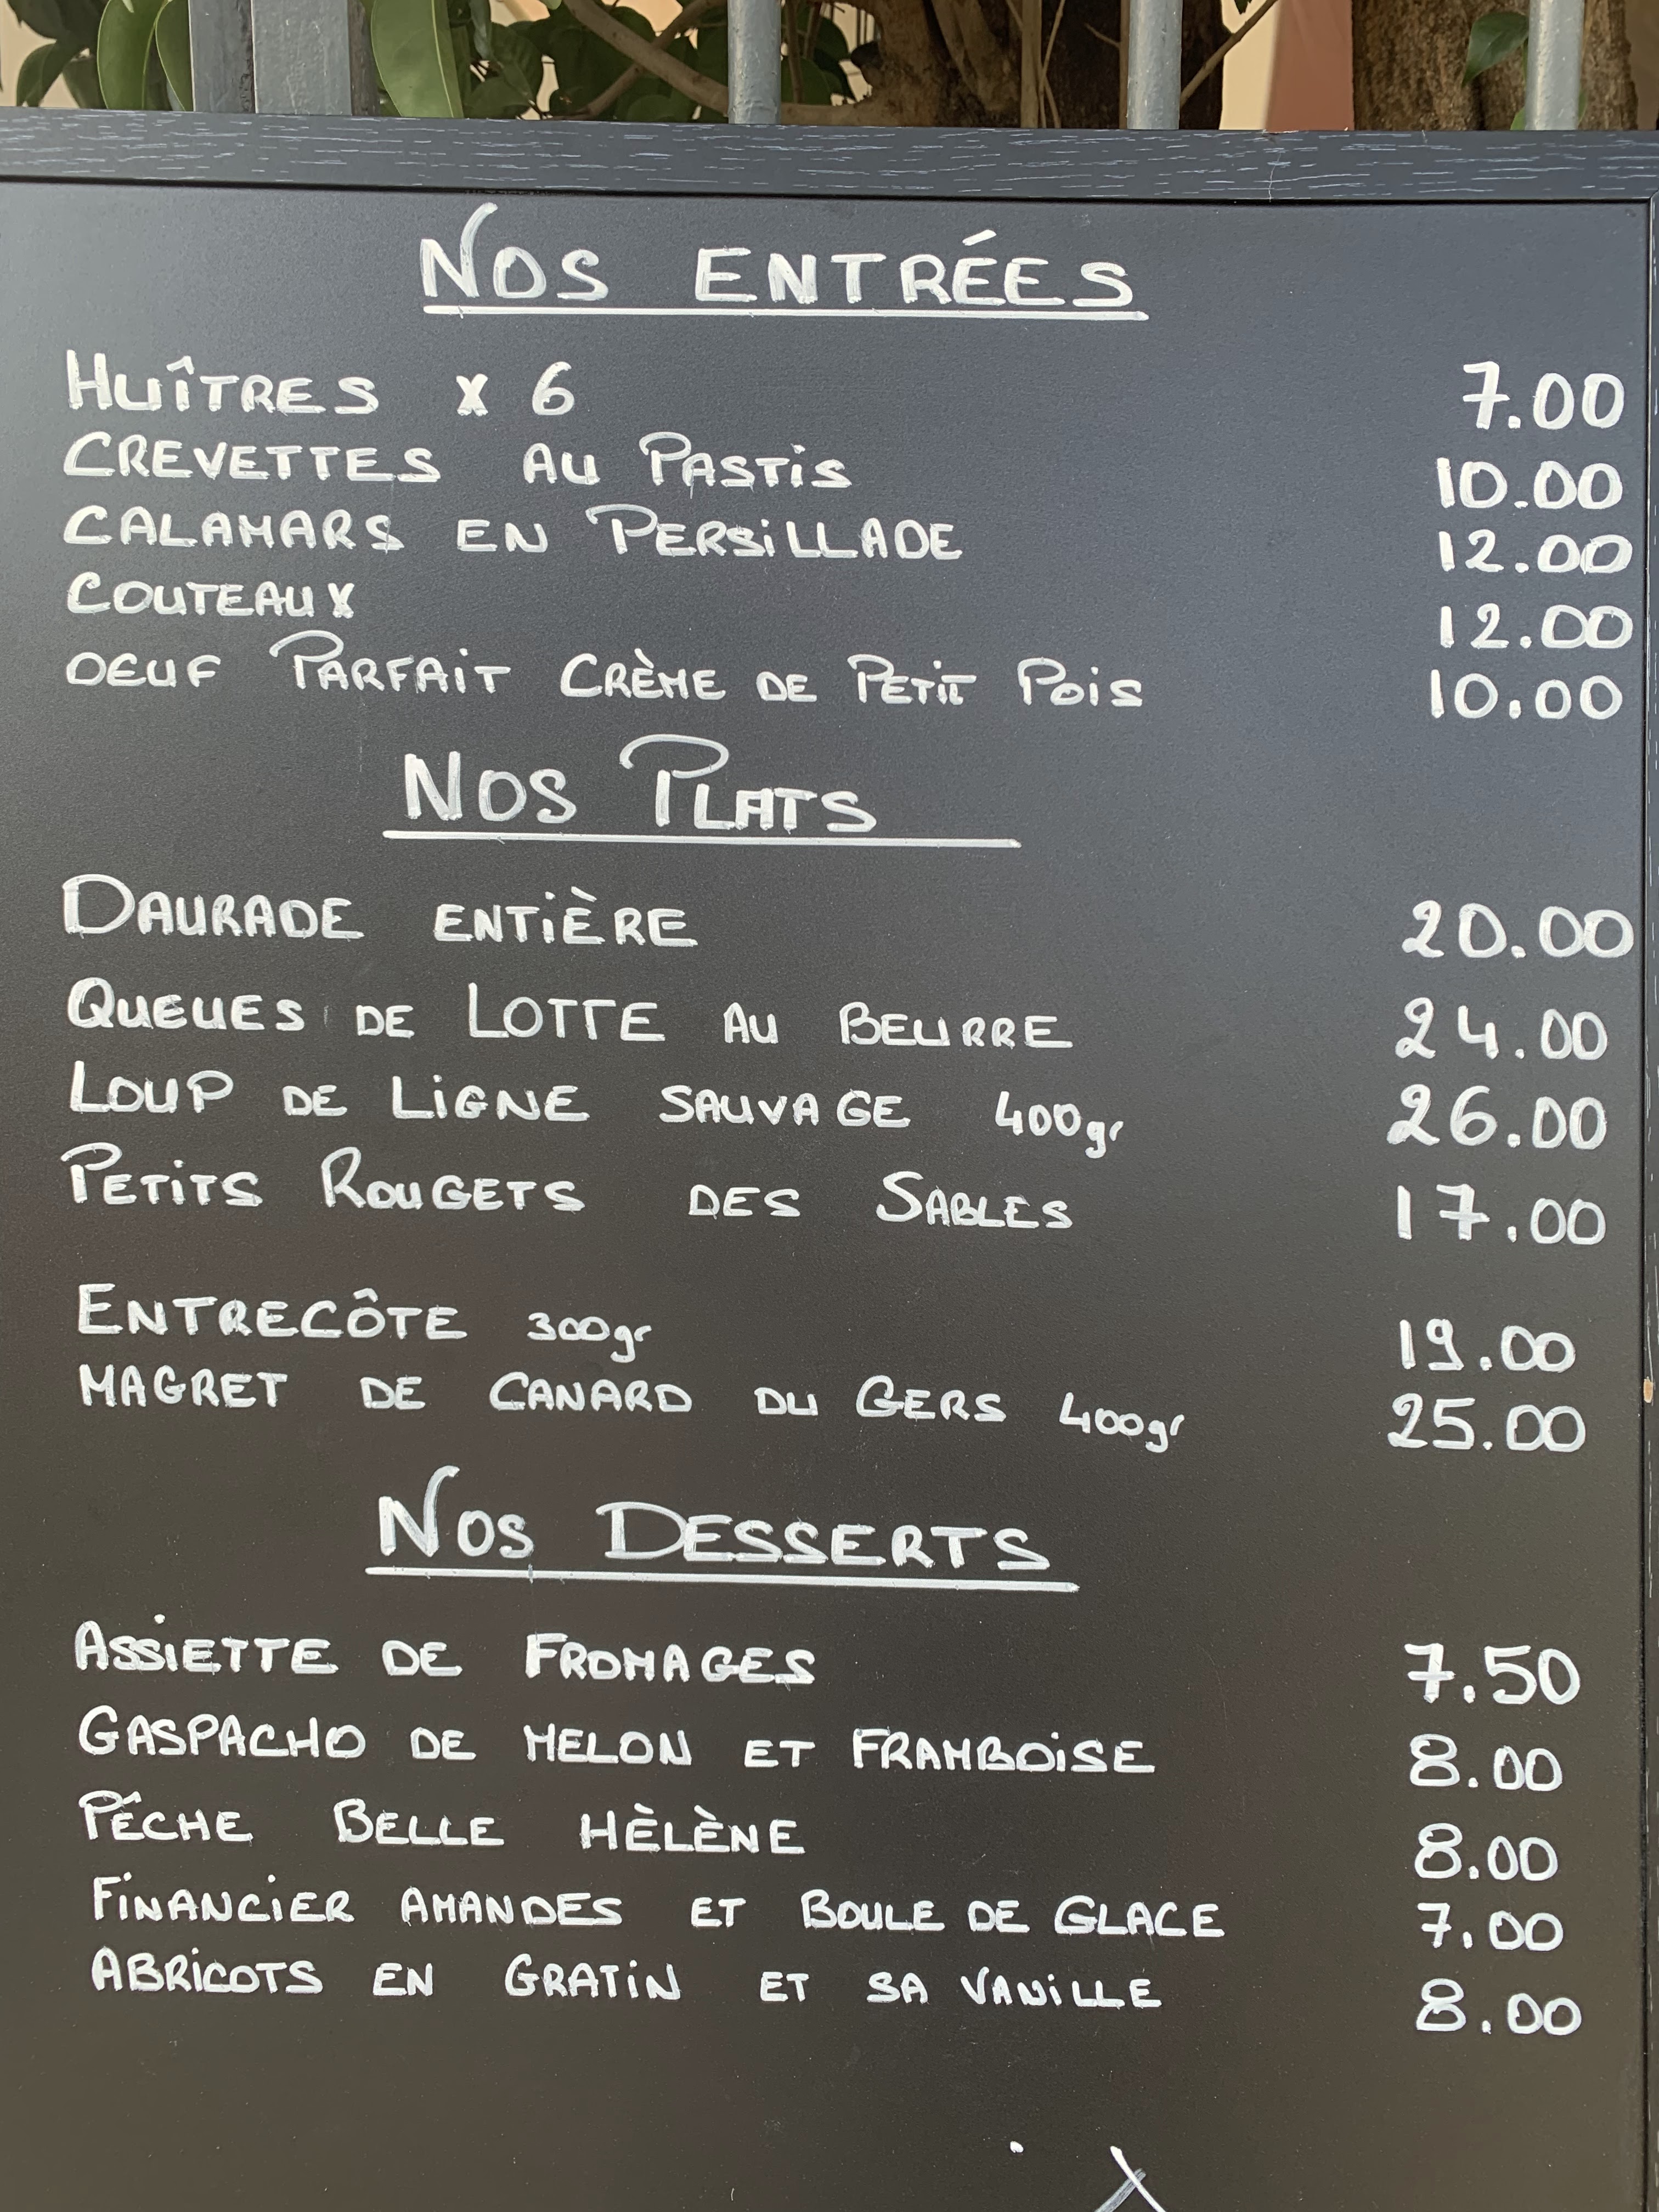 NOS ENTRÉES
HUÎTRES X 6 7.00
CREVETTES AU PASTIS 10.00
CALAMARS EN PERSILLADE 12.00
COUTEAUX 12.00
OEUF PARFAIT CRÈME DE PETIT POIS 10.00
NOS PLATS
DAURADE ENTIÈRE 20.00
QUEUES DE LOTTE AU BEURRE 24.00
LOUP DE LIGNE SAUVAGE 400gr 26.00
PETITS ROUGETS DES SABLES 17.00
ENTRECÔTE 300gr 19.00
MAGRET DE CANARD DU GERS 400gr 25.00
NOS DESSERTS
ASSIETTE DE FROMAGES 7.50
GASPACHO DE MELON ET FRAMBOISE 8.00
PÊCHE BELLE HÈLÈNE 8.00
FINANCIER AMANDES ET BOULE DE GLACE 7.00
ABRICOTS EN GRATIN ET SA VANILLE 8.00